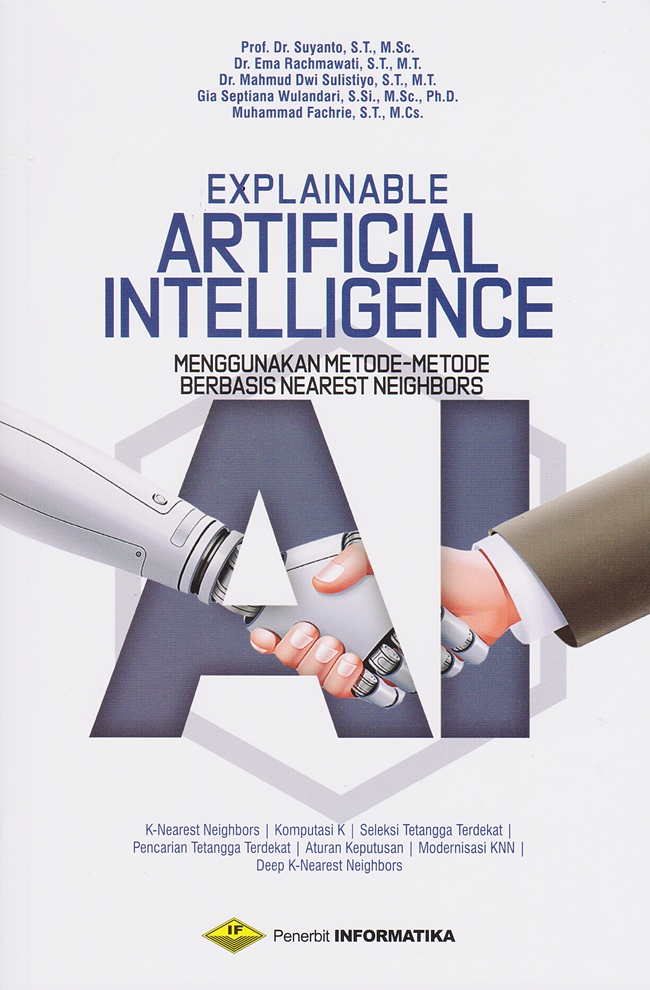 Prof. Dr. Suyanto, S.T., M.Sc.
Dr. Ema Rachmawati, S.T., M.T.
Dr. Mahmud Dwi Sulistiyo, S.T., M.T.
Gia Septiana Wulandari, S.Si., M.Sc., Ph.D.
Muhammad Fachrie, S.T., M.Cs.
EXPLAINABLE
ARTIFICIAL
INTELLIGENCE
MENGGUNAKAN METODE-METODE
BERBASIS NEAREST NEIGHBORS
AI
K-Nearest Neighbors | Komputasi K | Seleksi Tetangga Terdekat |
Pencarian Tetangga Terdekat | Aturan Keputusan | Modernisasi KNN |
Deep K-Nearest Neighbors
IF
Penerbit INFORMATIKA